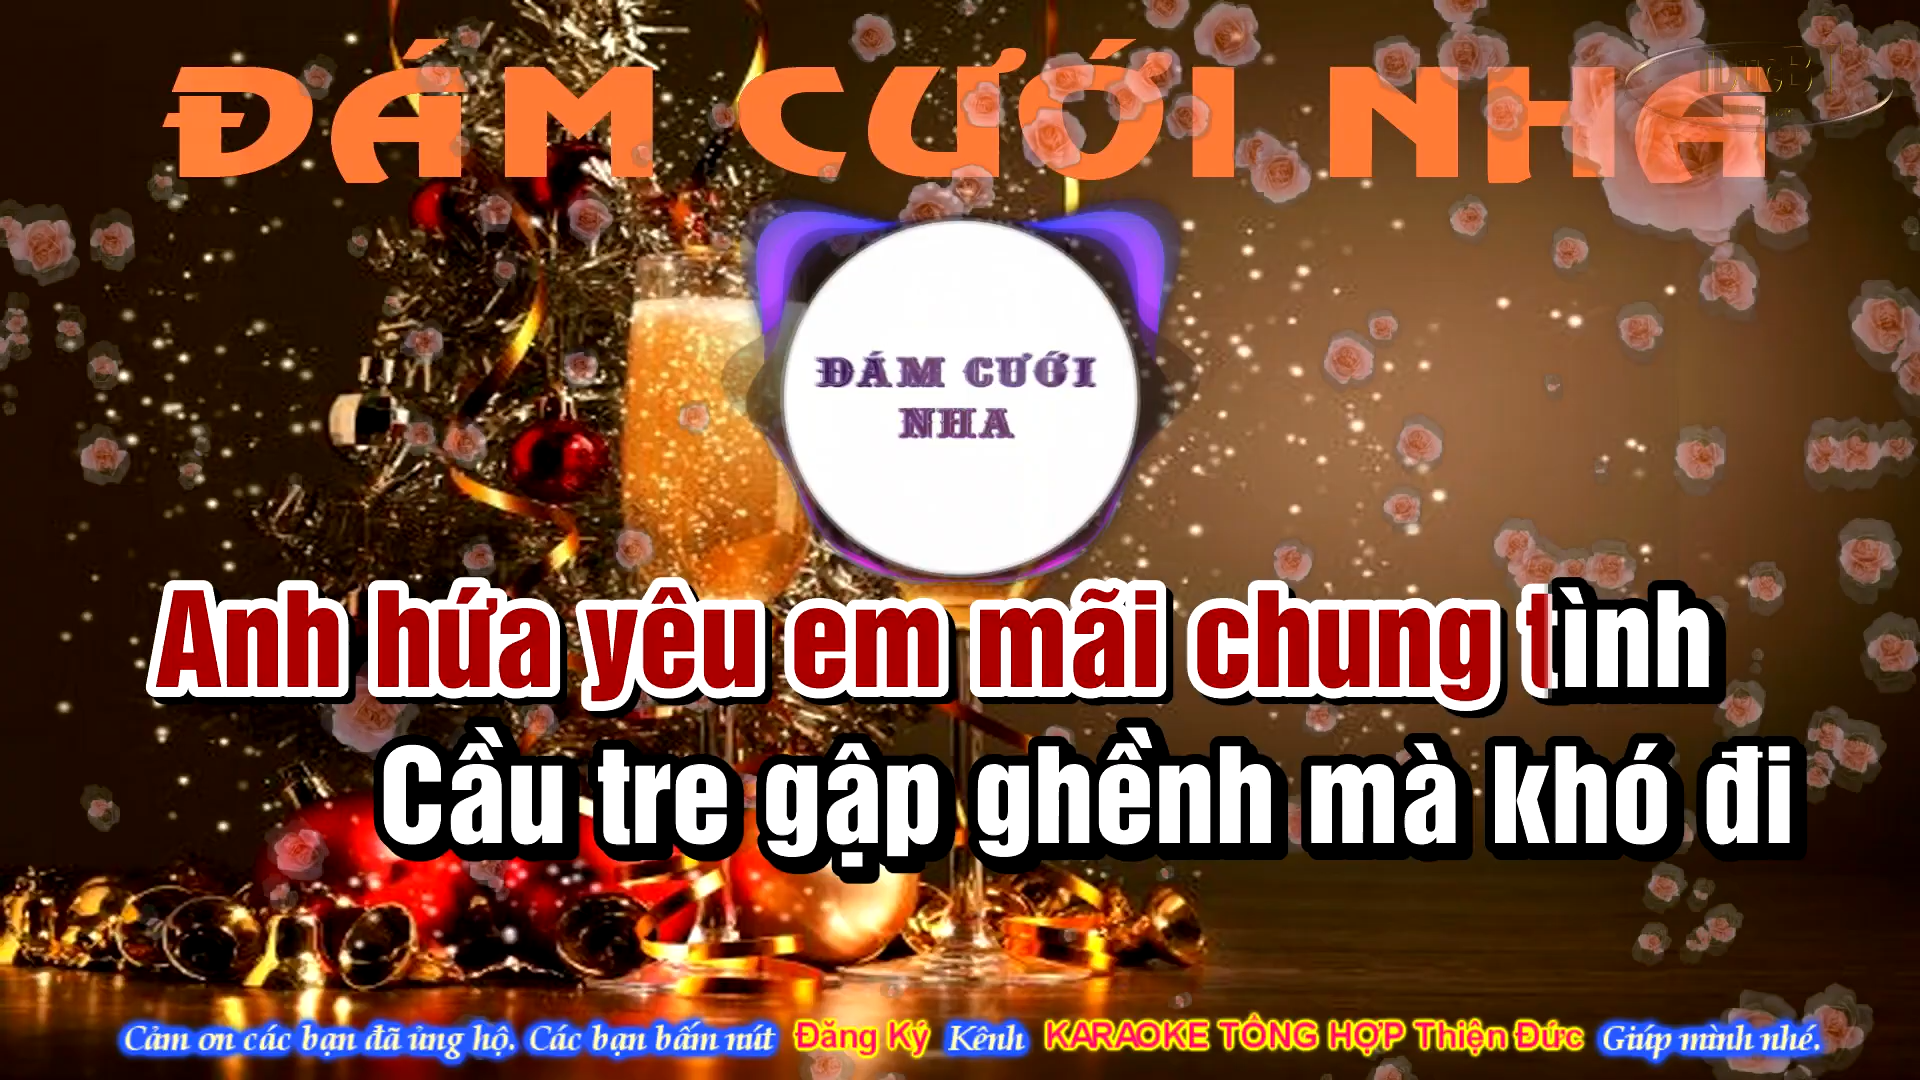 ĐÁM CƯỚI NHA
ĐÁM CƯỚI
NHA
Anh hứa yêu em mãi chung tình
Cầu tre gập ghềnh mà khó đi
Cảm ơn các bạn đã ủng hộ. Các bạn bấm nút Đăng Ký Kênh KARAOKE TỔNG HỢP Thiện Đức Giúp mình nhé.